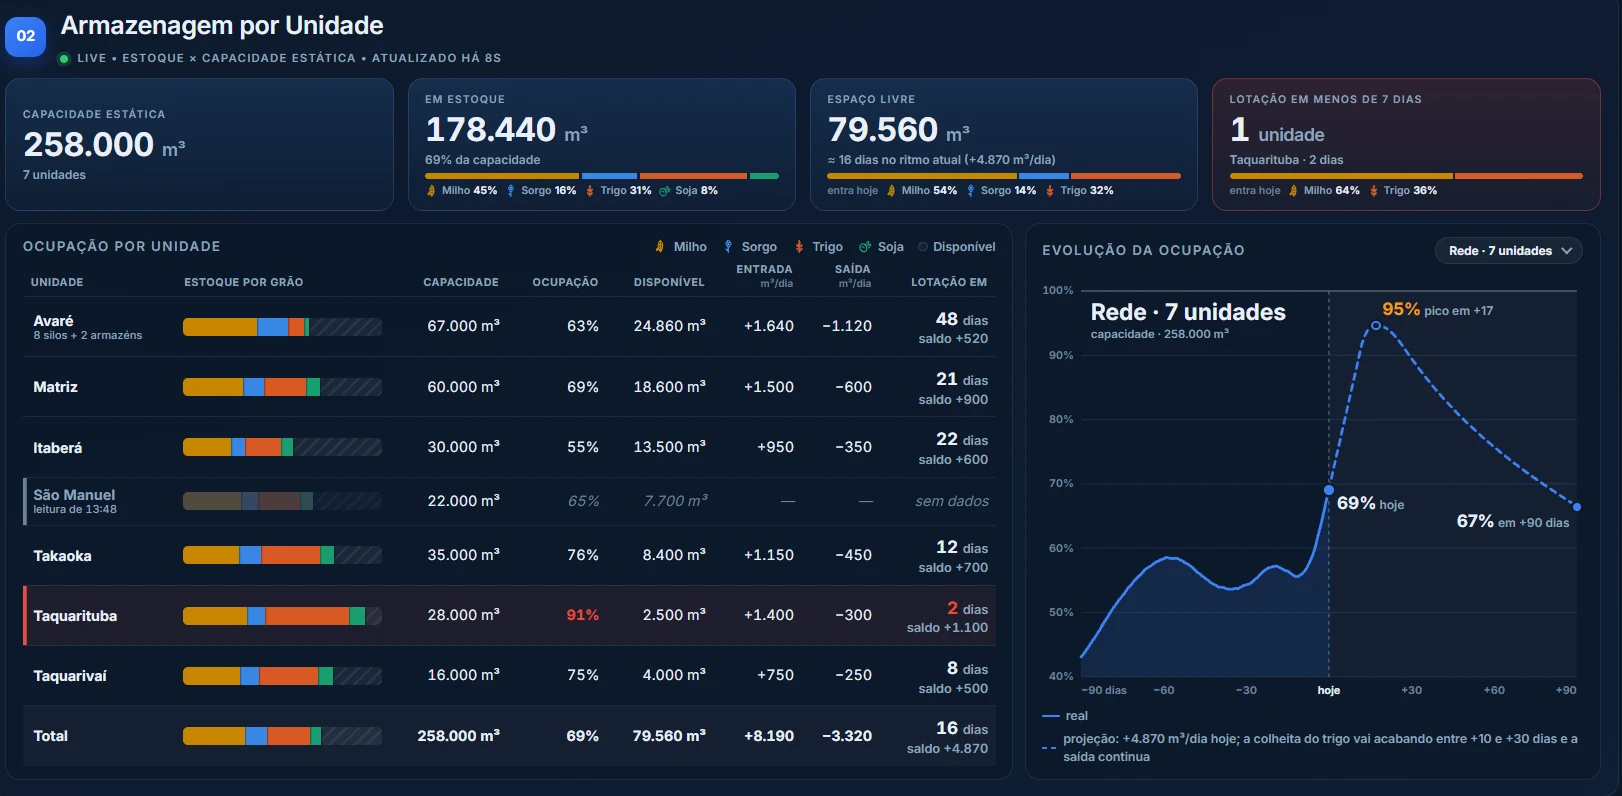 02
Armazenagem por Unidade
LIVE • ESTOQUE × CAPACIDADE ESTÁTICA • ATUALIZADO HÁ 8S
CAPACIDADE ESTÁTICA
258.000 m³
7 unidades
EM ESTOQUE
178.440 m³
69% da capacidade
Milho 45% Sorgo 16% Trigo 31% Soja 8%
ESPAÇO LIVRE
79.560 m³
≈ 16 dias no ritmo atual (+4.870 m³/dia)
entra hoje Milho 54% Sorgo 14% Trigo 32%
LOTAÇÃO EM MENOS DE 7 DIAS
1 unidade
Taquarituba · 2 dias
entra hoje Milho 64% Trigo 36%
OCUPAÇÃO POR UNIDADE
Milho Sorgo Trigo Soja Disponível
UNIDADE ESTOQUE POR GRÃO CAPACIDADE OCUPAÇÃO DISPONÍVEL ENTRADA m³/dia SAÍDA m³/dia LOTAÇÃO EM
Avaré 67.000 m³ 63% 24.860 m³ +1.640 −1.120 48 dias
8 silos + 2 armazéns saldo +520
Matriz 60.000 m³ 69% 18.600 m³ +1.500 −600 21 dias
saldo +900
Itaberá 30.000 m³ 55% 13.500 m³ +950 −350 22 dias
saldo +600
São Manuel 22.000 m³ 65% 7.700 m³ — — sem dados
leitura de 13:48
Takaoka 35.000 m³ 76% 8.400 m³ +1.150 −450 12 dias
saldo +700
Taquarituba 28.000 m³ 91% 2.500 m³ +1.400 −300 2 dias
saldo +1.100
Taquarivaí 16.000 m³ 75% 4.000 m³ +750 −250 8 dias
saldo +500
Total 258.000 m³ 69% 79.560 m³ +8.190 −3.320 16 dias
saldo +4.870
EVOLUÇÃO DA OCUPAÇÃO
Rede · 7 unidades
100%
Rede · 7 unidades
capacidade · 258.000 m³
95% pico em +17
90%
80%
70%
69% hoje
67% em +90 dias
60%
50%
40%
−90 dias −60 −30 hoje +30 +60 +90
real
projeção: +4.870 m³/dia hoje; a colheita do trigo vai acabando entre +10 e +30 dias e a
saída continua